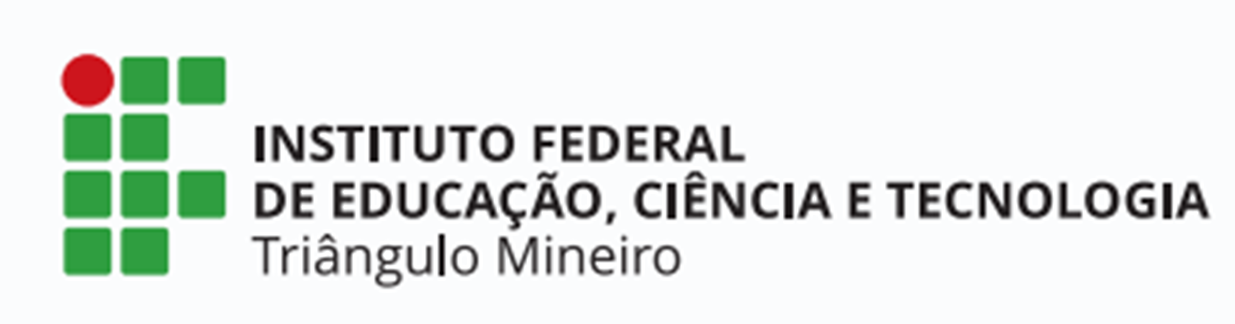 INSTITUTO FEDERAL
DE EDUCAÇÃO, CIÊNCIA E TECNOLOGIA
Triângulo Mineiro